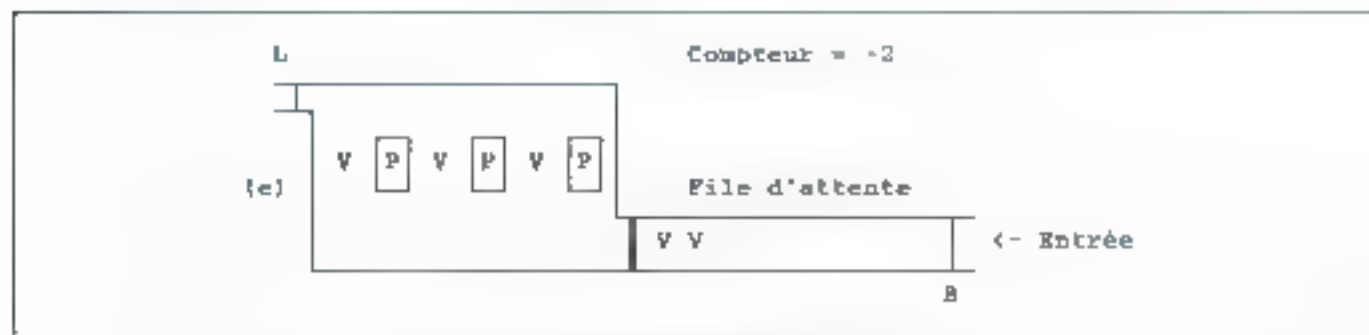 L Compteur = -2
V P V P V P
(e) File d'attente
V V <- Entrée
B